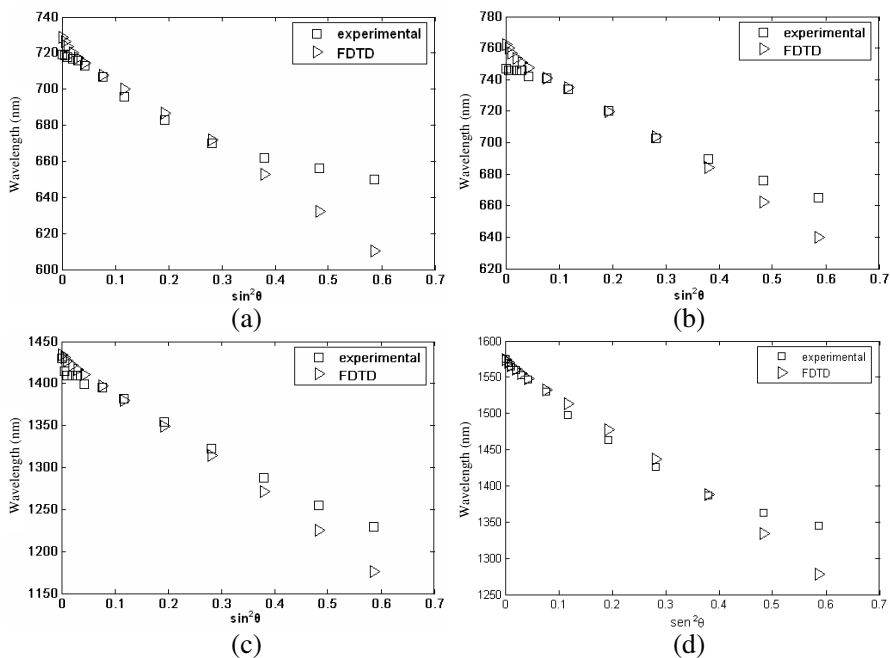 740
720
700
680
660
640
620
600
Wavelength (nm)
0 0.1 0.2 0.3 0.4 0.5 0.6 0.7
sin²θ
experimental
FDTD
(a)
780
760
740
720
700
680
660
640
620
Wavelength (nm)
0 0.1 0.2 0.3 0.4 0.5 0.6 0.7
sin²θ
experimental
FDTD
(b)
1450
1400
1350
1300
1250
1200
1150
Wavelength (nm)
0 0.1 0.2 0.3 0.4 0.5 0.6 0.7
sin²θ
experimental
FDTD
(c)
1600
1550
1500
1450
1400
1350
1300
1250
Wavelength (nm)
0 0.1 0.2 0.3 0.4 0.5 0.6 0.7
sen²θ
experimental
FDTD
(d)